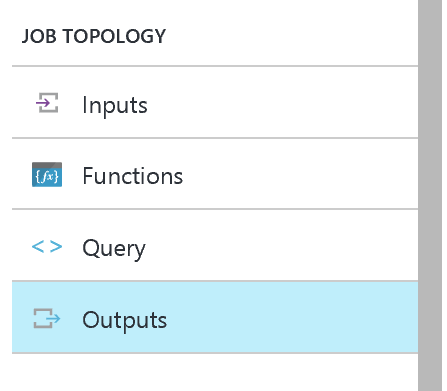 JOB TOPOLOGY
Inputs
{fx} Functions
<> Query
Outputs